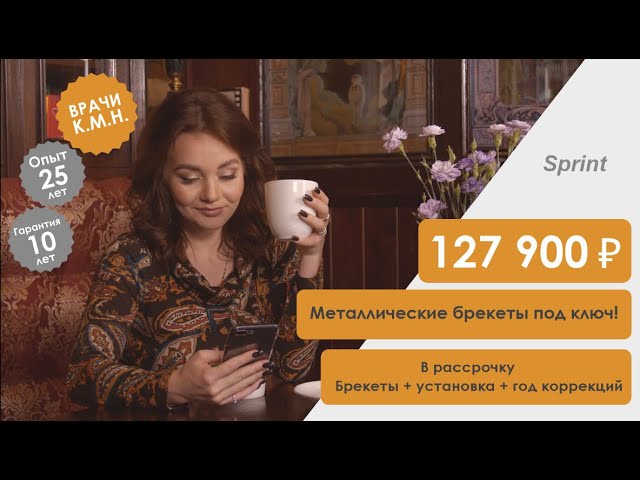 ВРАЧИ
К.М.Н.
Опыт
25
лет
Гарантия
10
лет
Sprint
127 900 ₽
Металлические брекеты под ключ!
В рассрочку
Брекеты + установка + год коррекций